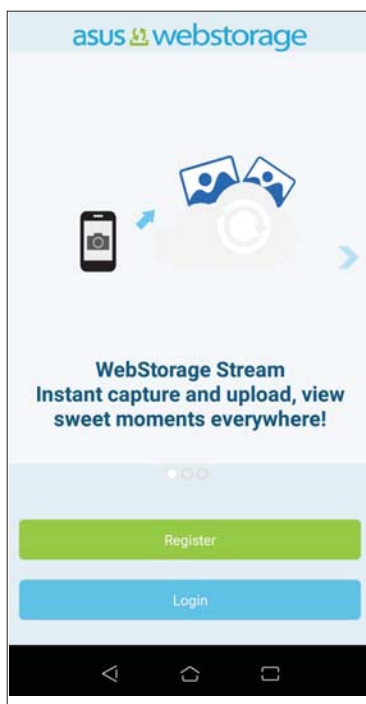 asus webstorage
WebStorage Stream
Instant capture and upload, view
sweet moments everywhere!
Register
Login